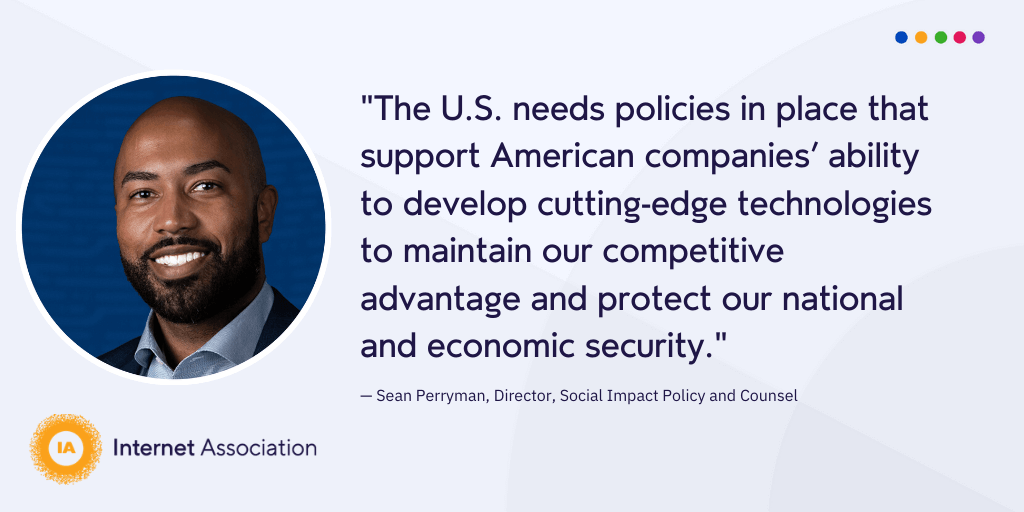 "The U.S. needs policies in place that
support American companies’ ability
to develop cutting-edge technologies
to maintain our competitive
advantage and protect our national
and economic security."
— Sean Perryman, Director, Social Impact Policy and Counsel
IA
Internet Association